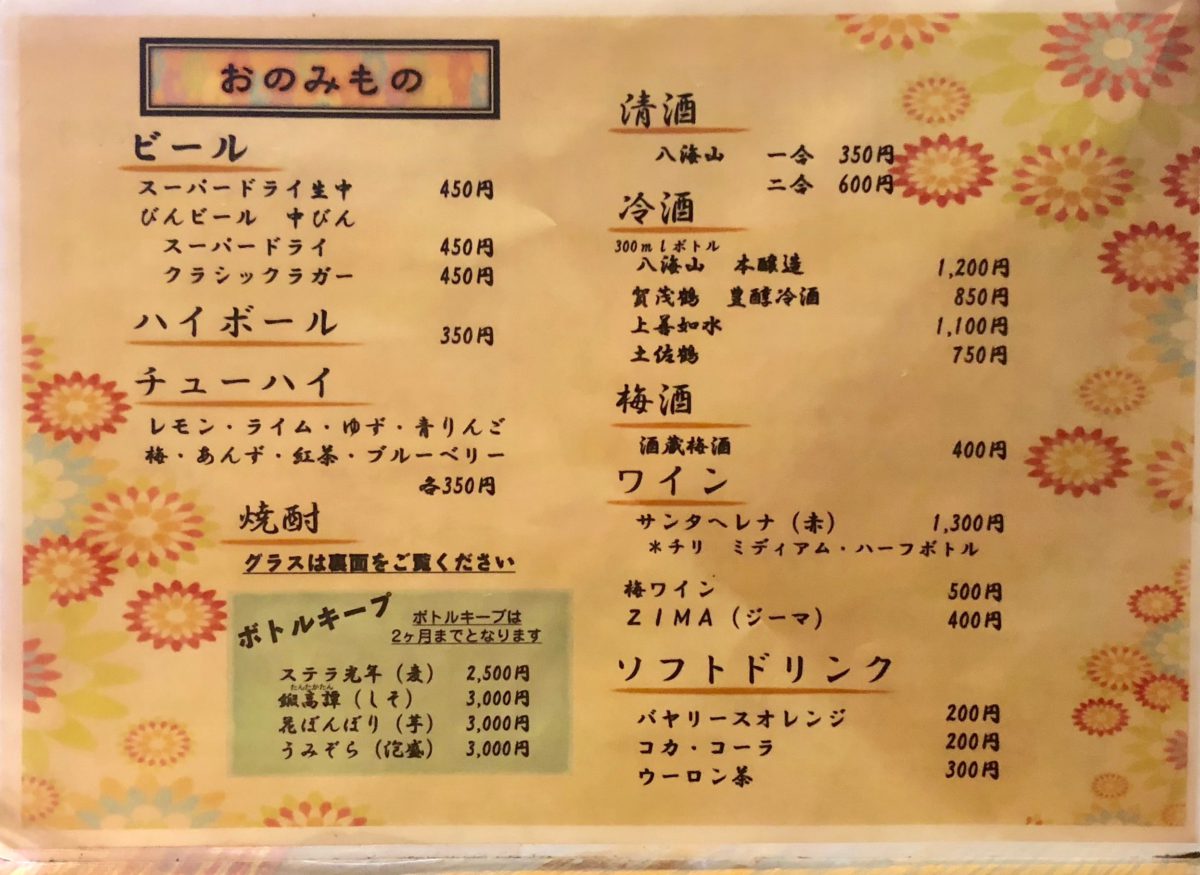 おのみもの
ビール
スーパードライ生中 450円
びんビール 中びん
スーパードライ 450円
クラシックラガー 450円
ハイボール 350円
チューハイ
レモン・ライム・ゆず・青りんご
梅・あんず・紅茶・ブルーベリー
各350円
焼酎
グラスは裏面をご覧ください
ボトルキープ
ボトルキープは
2ヶ月までとなります
ステラ光年(麦) 2,500円
たんたかたん
鍛高譚(しそ) 3,000円
花ぼんぼり(芋) 3,000円
うみぞら(泡盛) 3,000円
清酒
八海山 一合 350円
二合 600円
冷酒
300mlボトル
八海山 本醸造 1,200円
賀茂鶴 豊醇冷酒 850円
上善如水 1,100円
土佐鶴 750円
梅酒
酒蔵梅酒 400円
ワイン
サンタヘレナ(赤) 1,300円
*チリ ミディアム・ハーフボトル
梅ワイン 500円
ZIMA(ジーマ) 400円
ソフトドリンク
バヤリースオレンジ 200円
コカ・コーラ 200円
ウーロン茶 300円